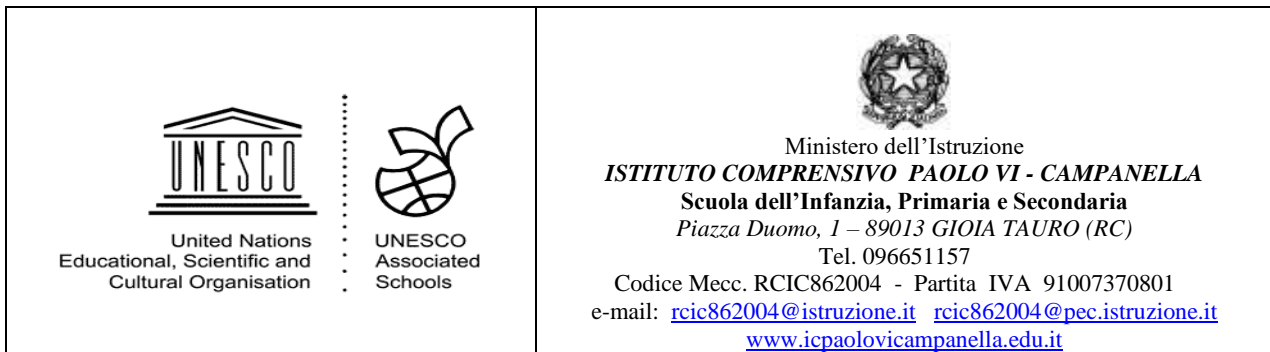 UNESCO
United Nations
Educational, Scientific and
Cultural Organisation
UNESCO
Associated
Schools
Ministero dell'Istruzione
ISTITUTO COMPRENSIVO PAOLO VI - CAMPANELLA
Scuola dell'Infanzia, Primaria e Secondaria
Piazza Duomo, 1 – 89013 GIOIA TAURO (RC)
Tel. 096651157
Codice Mecc. RCIC862004 - Partita IVA 91007370801
e-mail: rcic862004@istruzione.it rcic862004@pec.istruzione.it
www.icpaolovicampanella.edu.it